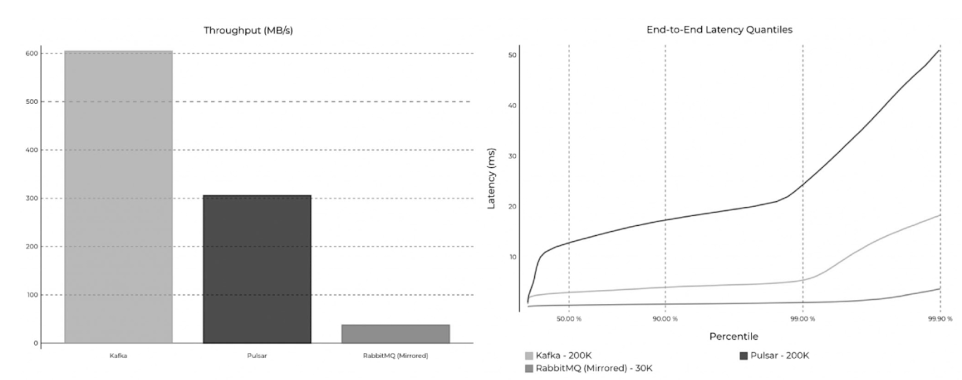 Throughput (MB/s)
600
500
400
300
200
100
0
Kafka
Pulsar
RabbitMQ (Mirrored)
End-to-End Latency Quantiles
Latency (ms)
50
40
30
20
10
50.00 %
90.00 %
99.00 %
99.90 %
Percentile
Kafka - 200K
Pulsar - 200K
RabbitMQ (Mirrored) - 30K